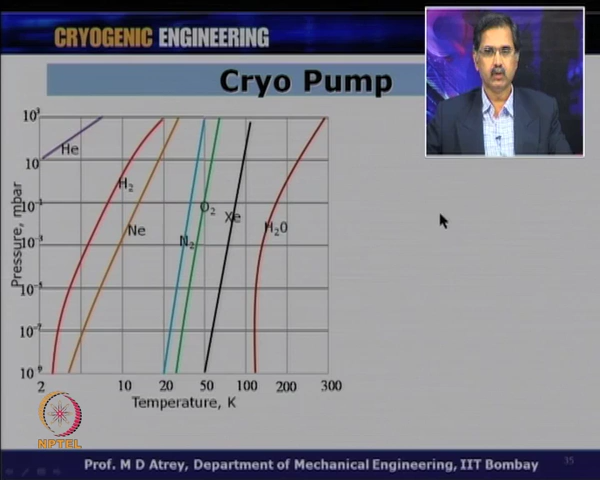 CRYOGENIC ENGINEERING
Cryo Pump
10³
10
10⁻¹
10⁻³
10⁻⁵
10⁻⁷
10⁻⁹
Pressure, mbar
He
H₂
Ne
N₂
O₂
Xe
H₂O
2 10 20 50 100 200 300
Temperature, K
NPTEL
Prof. M D Atrey, Department of Mechanical Engineering, IIT Bombay
35